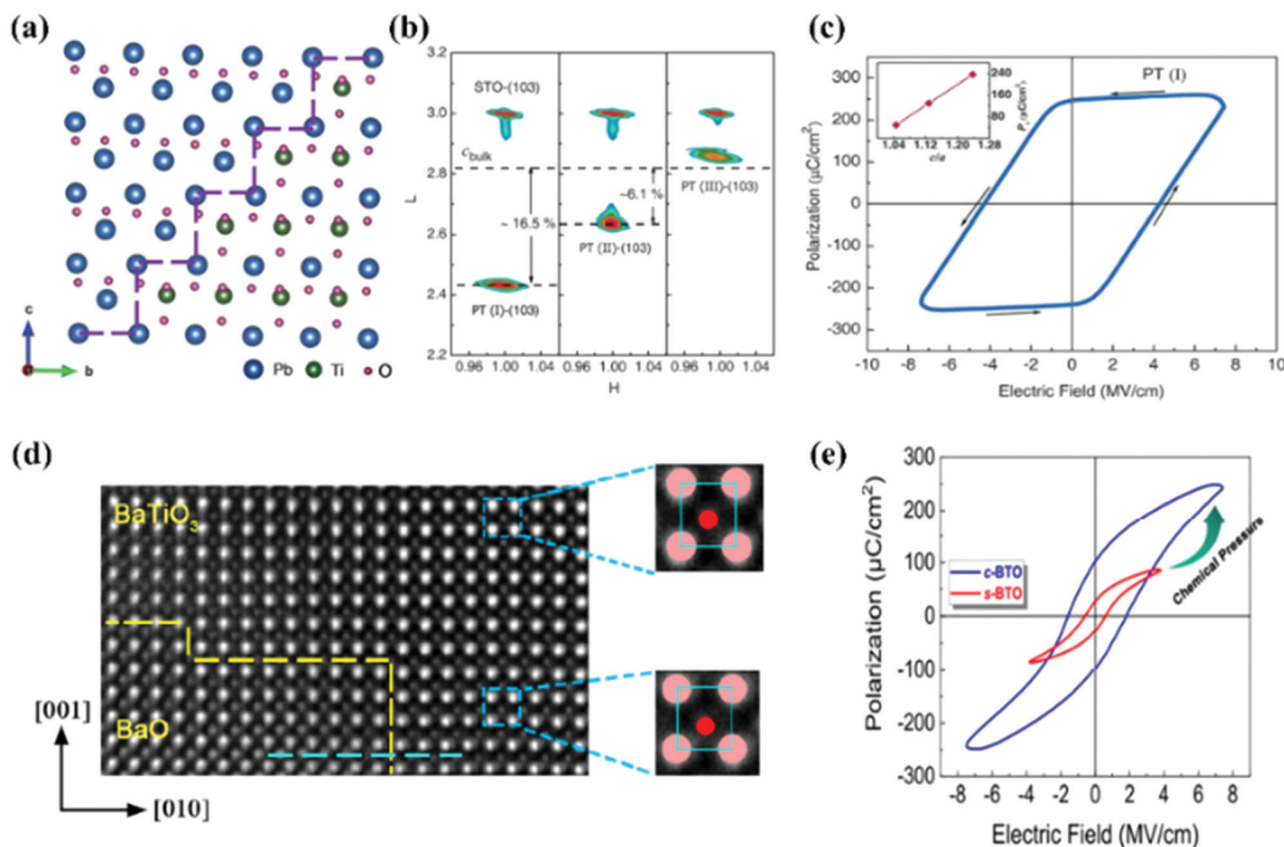 (a)
c
b
Pb
Ti
O
(b)
3.2
3.0
2.8
2.6
2.4
2.2
L
STO-(103)
c_bulk
~ 16.5 %
~6.1 %
PT (I)-(103)
PT (II)-(103)
PT (III)-(103)
0.96 1.00 1.04 0.96 1.00 1.04 0.96 1.00 1.04
H
(c)
300
200
100
0
-100
-200
-300
Polarization (μC/cm²)
PT (I)
240
160
80
1.04 1.12 1.20 1.28
c/a
-10 -8 -6 -4 -2 0 2 4 6 8 10
Electric Field (MV/cm)
(d)
BaTiO₃
BaO
[001]
[010]
(e)
300
200
100
0
-100
-200
-300
Polarization (μC/cm²)
c-BTO
s-BTO
Chemical Pressure
-8 -6 -4 -2 0 2 4 6 8
Electric Field (MV/cm)